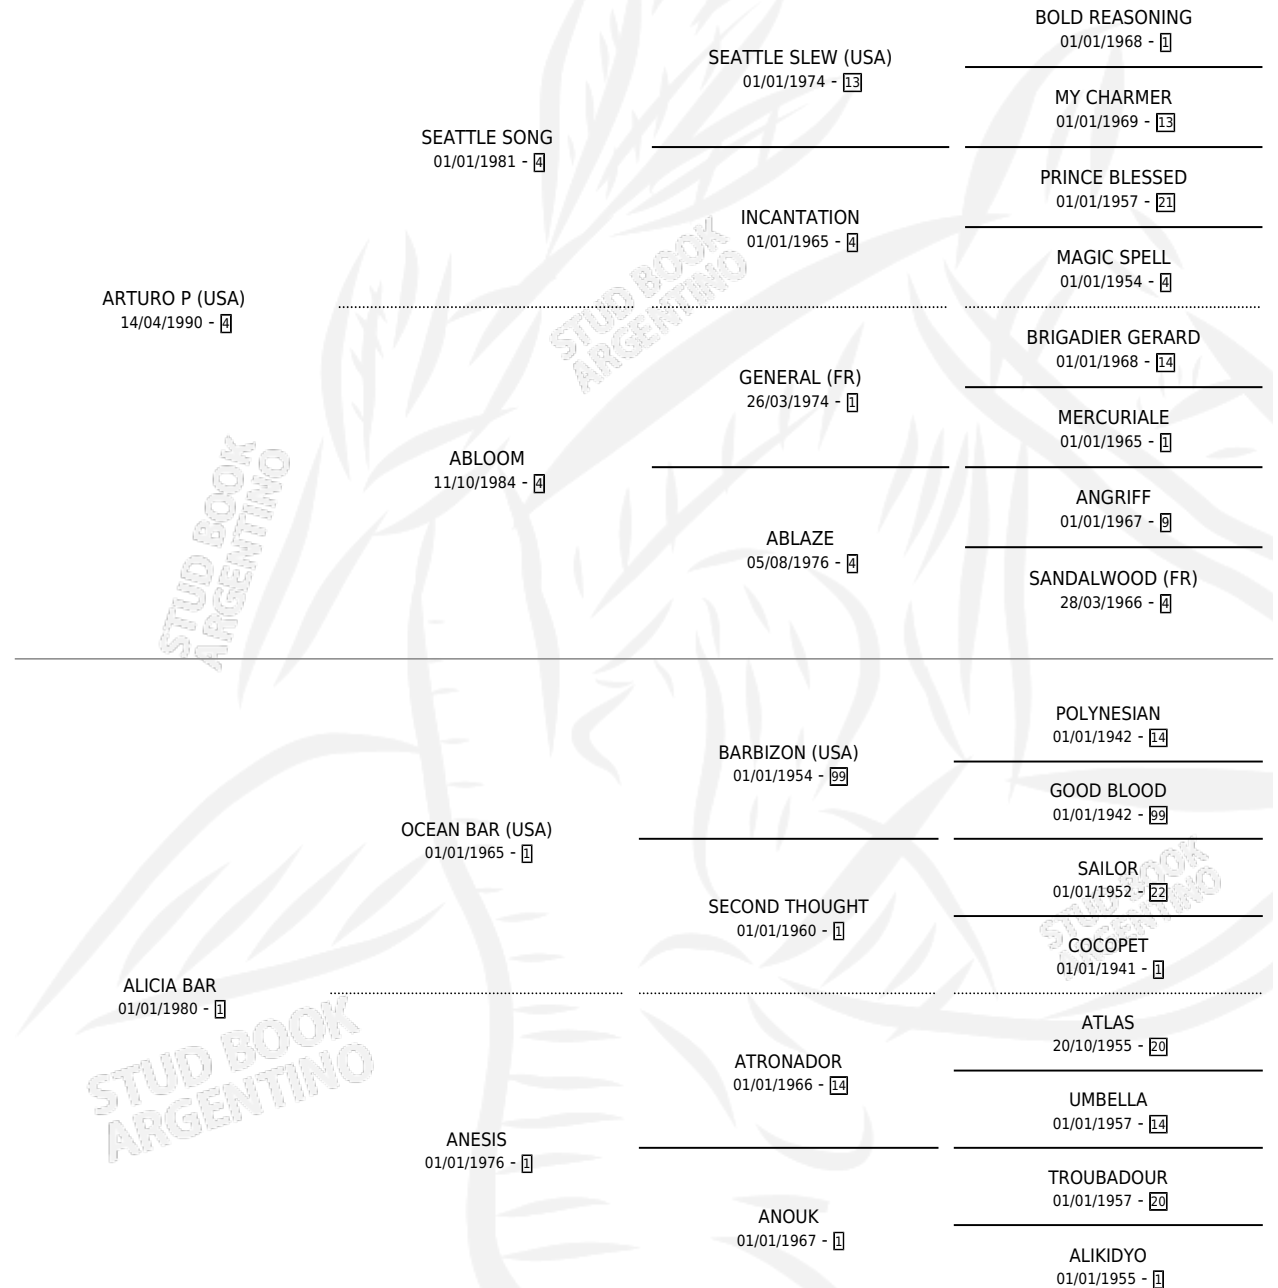 BOLD REASONING
01/01/1968 - 1
SEATTLE SLEW (USA)
01/01/1974 - 13
MY CHARMER
01/01/1969 - 13
SEATTLE SONG
01/01/1981 - 4
PRINCE BLESSED
01/01/1957 - 21
INCANTATION
01/01/1965 - 4
MAGIC SPELL
01/01/1954 - 4
ARTURO P (USA)
14/04/1990 - 4
BRIGADIER GERARD
01/01/1968 - 14
GENERAL (FR)
26/03/1974 - 1
MERCURIALE
01/01/1965 - 1
ABLOOM
11/10/1984 - 4
ANGRIFF
01/01/1967 - 9
ABLAZE
05/08/1976 - 4
SANDALWOOD (FR)
28/03/1966 - 4
POLYNESIAN
01/01/1942 - 14
BARBIZON (USA)
01/01/1954 - 99
GOOD BLOOD
01/01/1942 - 99
OCEAN BAR (USA)
01/01/1965 - 1
SAILOR
01/01/1952 - 22
SECOND THOUGHT
01/01/1960 - 1
COCOPET
01/01/1941 - 1
ALICIA BAR
01/01/1980 - 1
ATLAS
20/10/1955 - 20
ATRONADOR
01/01/1966 - 14
UMBELLA
01/01/1957 - 14
ANESIS
01/01/1976 - 1
TROUBADOUR
01/01/1957 - 20
ANOUK
01/01/1967 - 1
ALIKIDYO
01/01/1955 - 1
STUD BOOK
ARGENTINO
STUD BOOK
ARGENTINO
STUD BOOK
ARGENTINO
STUD BOOK
ARGENTINO